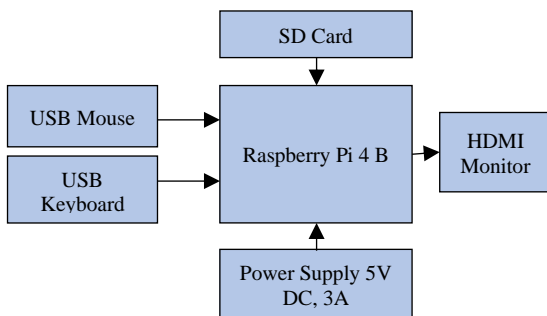 SD Card
USB Mouse
USB
Keyboard
Raspberry Pi 4 B
HDMI
Monitor
Power Supply 5V
DC, 3A